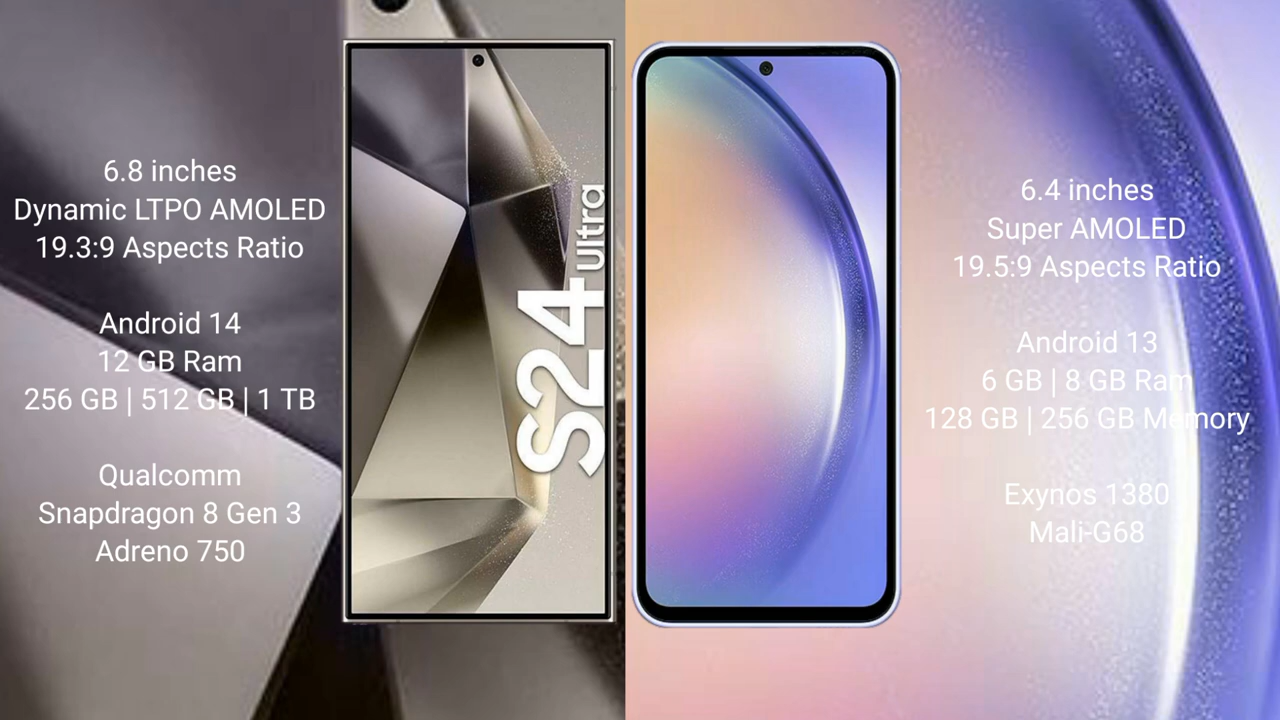 6.8 inches
Dynamic LTPO AMOLED
19.3:9 Aspects Ratio
Android 14
12 GB Ram
256 GB | 512 GB | 1 TB
Qualcomm
Snapdragon 8 Gen 3
Adreno 750
S24 Ultra
6.4 inches
Super AMOLED
19.5:9 Aspects Ratio
Android 13
6 GB | 8 GB Ram
128 GB | 256 GB Memory
Exynos 1380
Mali-G68